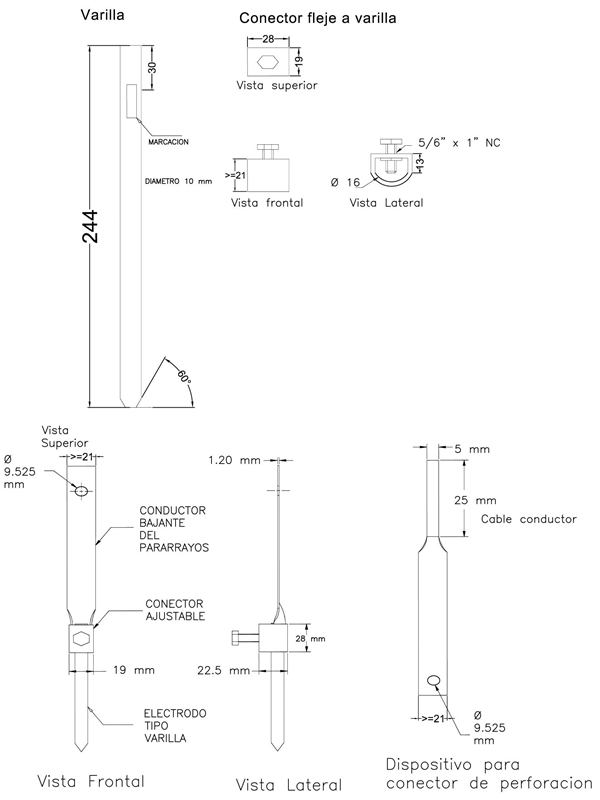 Varilla
Conector fleje a varilla
28
19
Vista superior
30
MARCACION
5/6" x 1" NC
13
>=21
DIAMETRO 10 mm
Ø 16
Vista frontal
Vista Lateral
244
60°
Vista
Superior
>=21
Ø
9.525
mm
CONDUCTOR
BAJANTE
DEL
PARARRAYOS
CONECTOR
AJUSTABLE
19 mm
ELECTRODO
TIPO
VARILLA
Vista Frontal
1.20 mm
28 mm
22.5 mm
Vista Lateral
5 mm
25 mm
Cable conductor
>=21
Ø
9.525
mm
Dispositivo para
conector de perforacion